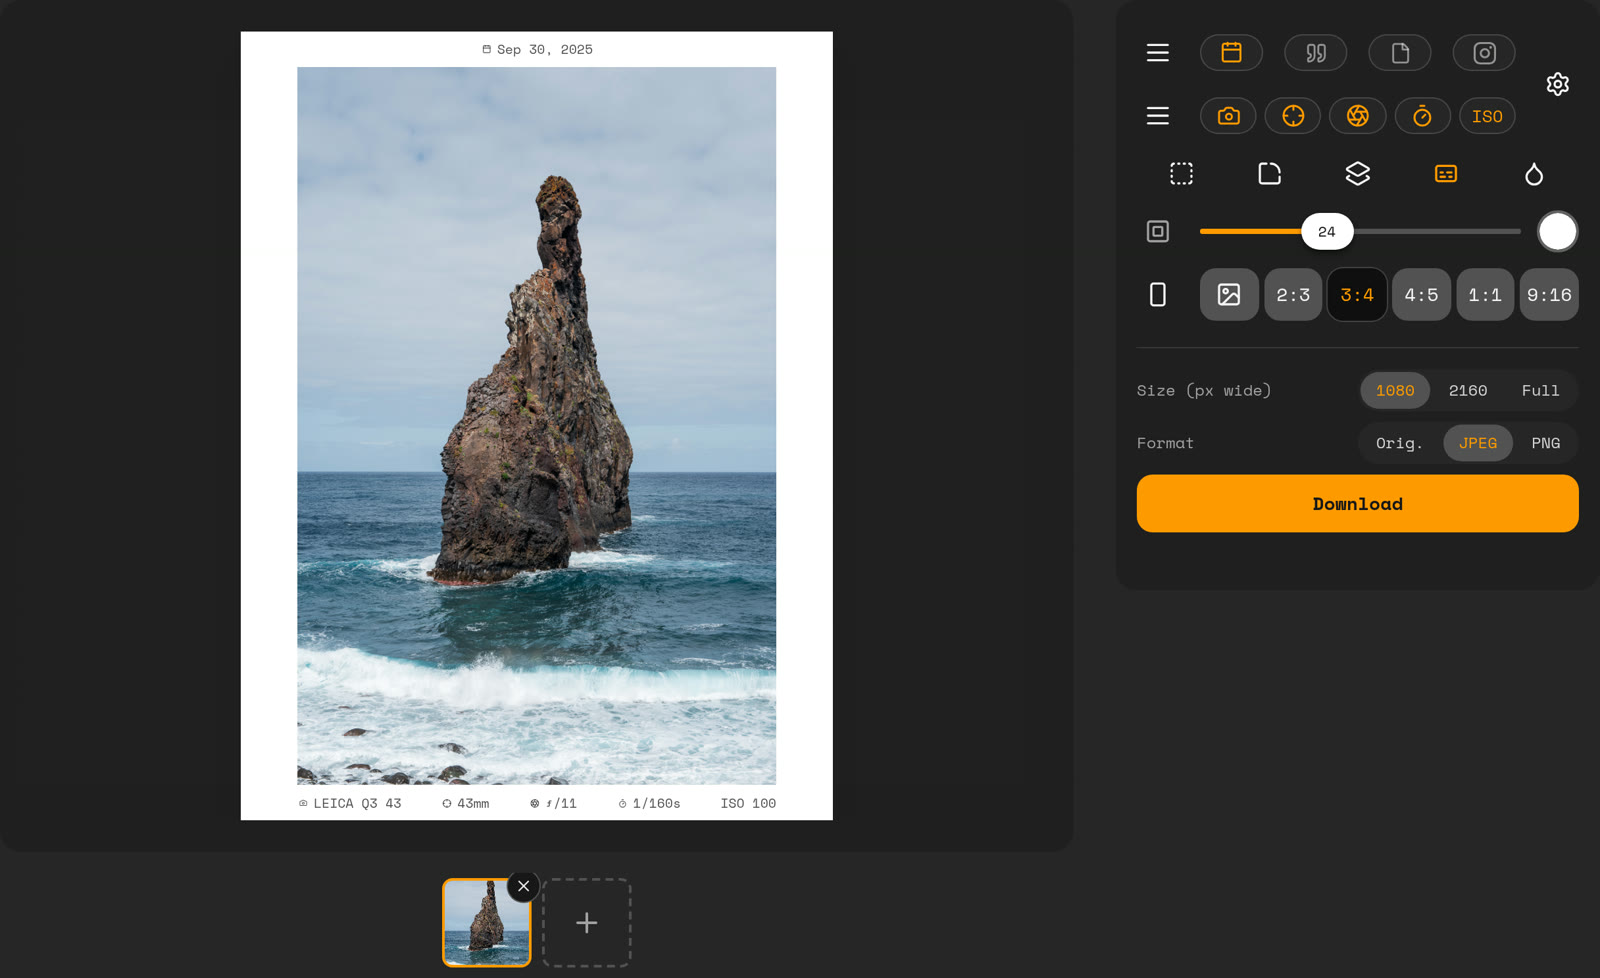 Sep 30, 2025
LEICA Q3 43 43mm f/11 1/160s ISO 100
ISO
24
2:3 3:4 4:5 1:1 9:16
Size (px wide) 1080 2160 Full
Format Orig. JPEG PNG
Download